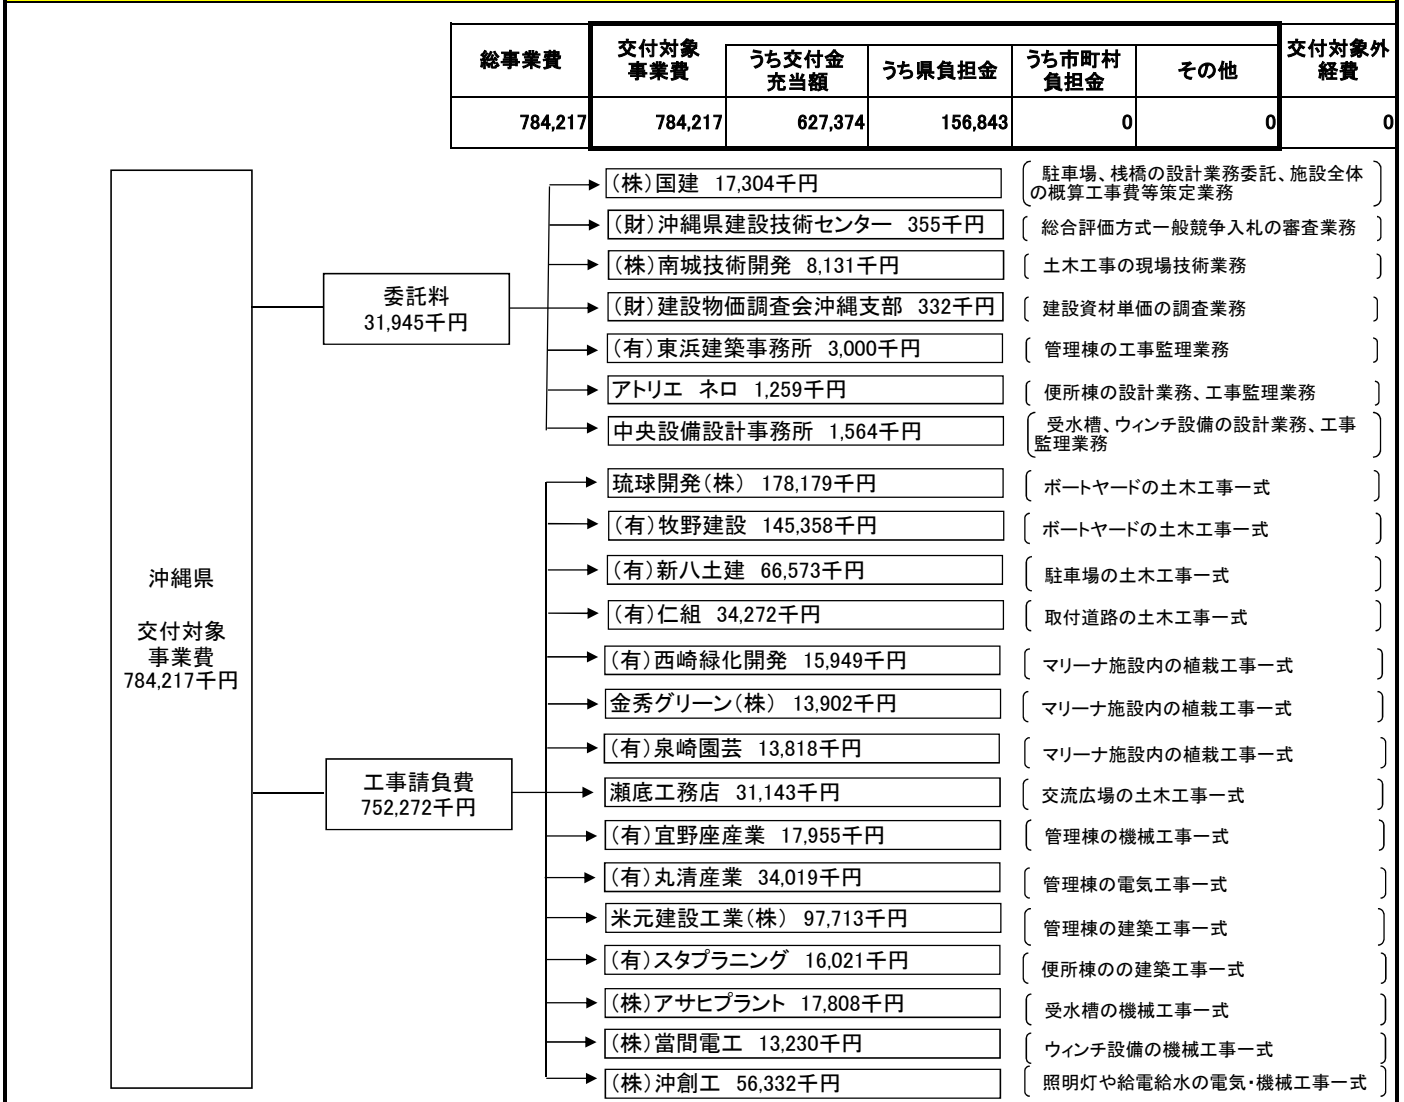 総事業費
交付対象
事業費
うち交付金
充当額
うち県負担金
うち市町村
負担金
その他
交付対象外
経費
784,217
784,217
627,374
156,843
0
0
0
沖縄県
交付対象
事業費
784,217千円
委託料
31,945千円
(株)国建 17,304千円
駐車場、桟橋の設計業務委託、施設全体
の概算工事費等策定業務
(財)沖縄県建設技術センター 355千円
総合評価方式一般競争入札の審査業務
(株)南城技術開発 8,131千円
土木工事の現場技術業務
(財)建設物価調査会沖縄支部 332千円
建設資材単価の調査業務
(有)東浜建築事務所 3,000千円
管理棟の工事監理業務
アトリエ ネロ 1,259千円
便所棟の設計業務、工事監理業務
中央設備設計事務所 1,564千円
受水槽、ウィンチ設備の設計業務、工事
監理業務
工事請負費
752,272千円
琉球開発(株) 178,179千円
ボートヤードの土木工事一式
(有)牧野建設 145,358千円
ボートヤードの土木工事一式
(有)新八土建 66,573千円
駐車場の土木工事一式
(有)仁組 34,272千円
取付道路の土木工事一式
(有)西崎緑化開発 15,949千円
マリーナ施設内の植栽工事一式
金秀グリーン(株) 13,902千円
マリーナ施設内の植栽工事一式
(有)泉崎園芸 13,818千円
マリーナ施設内の植栽工事一式
瀬底工務店 31,143千円
交流広場の土木工事一式
(有)宜野座産業 17,955千円
管理棟の機械工事一式
(有)丸清産業 34,019千円
管理棟の電気工事一式
米元建設工業(株) 97,713千円
管理棟の建築工事一式
(有)スタプラニング 16,021千円
便所棟のの建築工事一式
(株)アサヒプラント 17,808千円
受水槽の機械工事一式
(株)當間電工 13,230千円
ウィンチ設備の機械工事一式
(株)沖創工 56,332千円
照明灯や給電給水の電気・機械工事一式